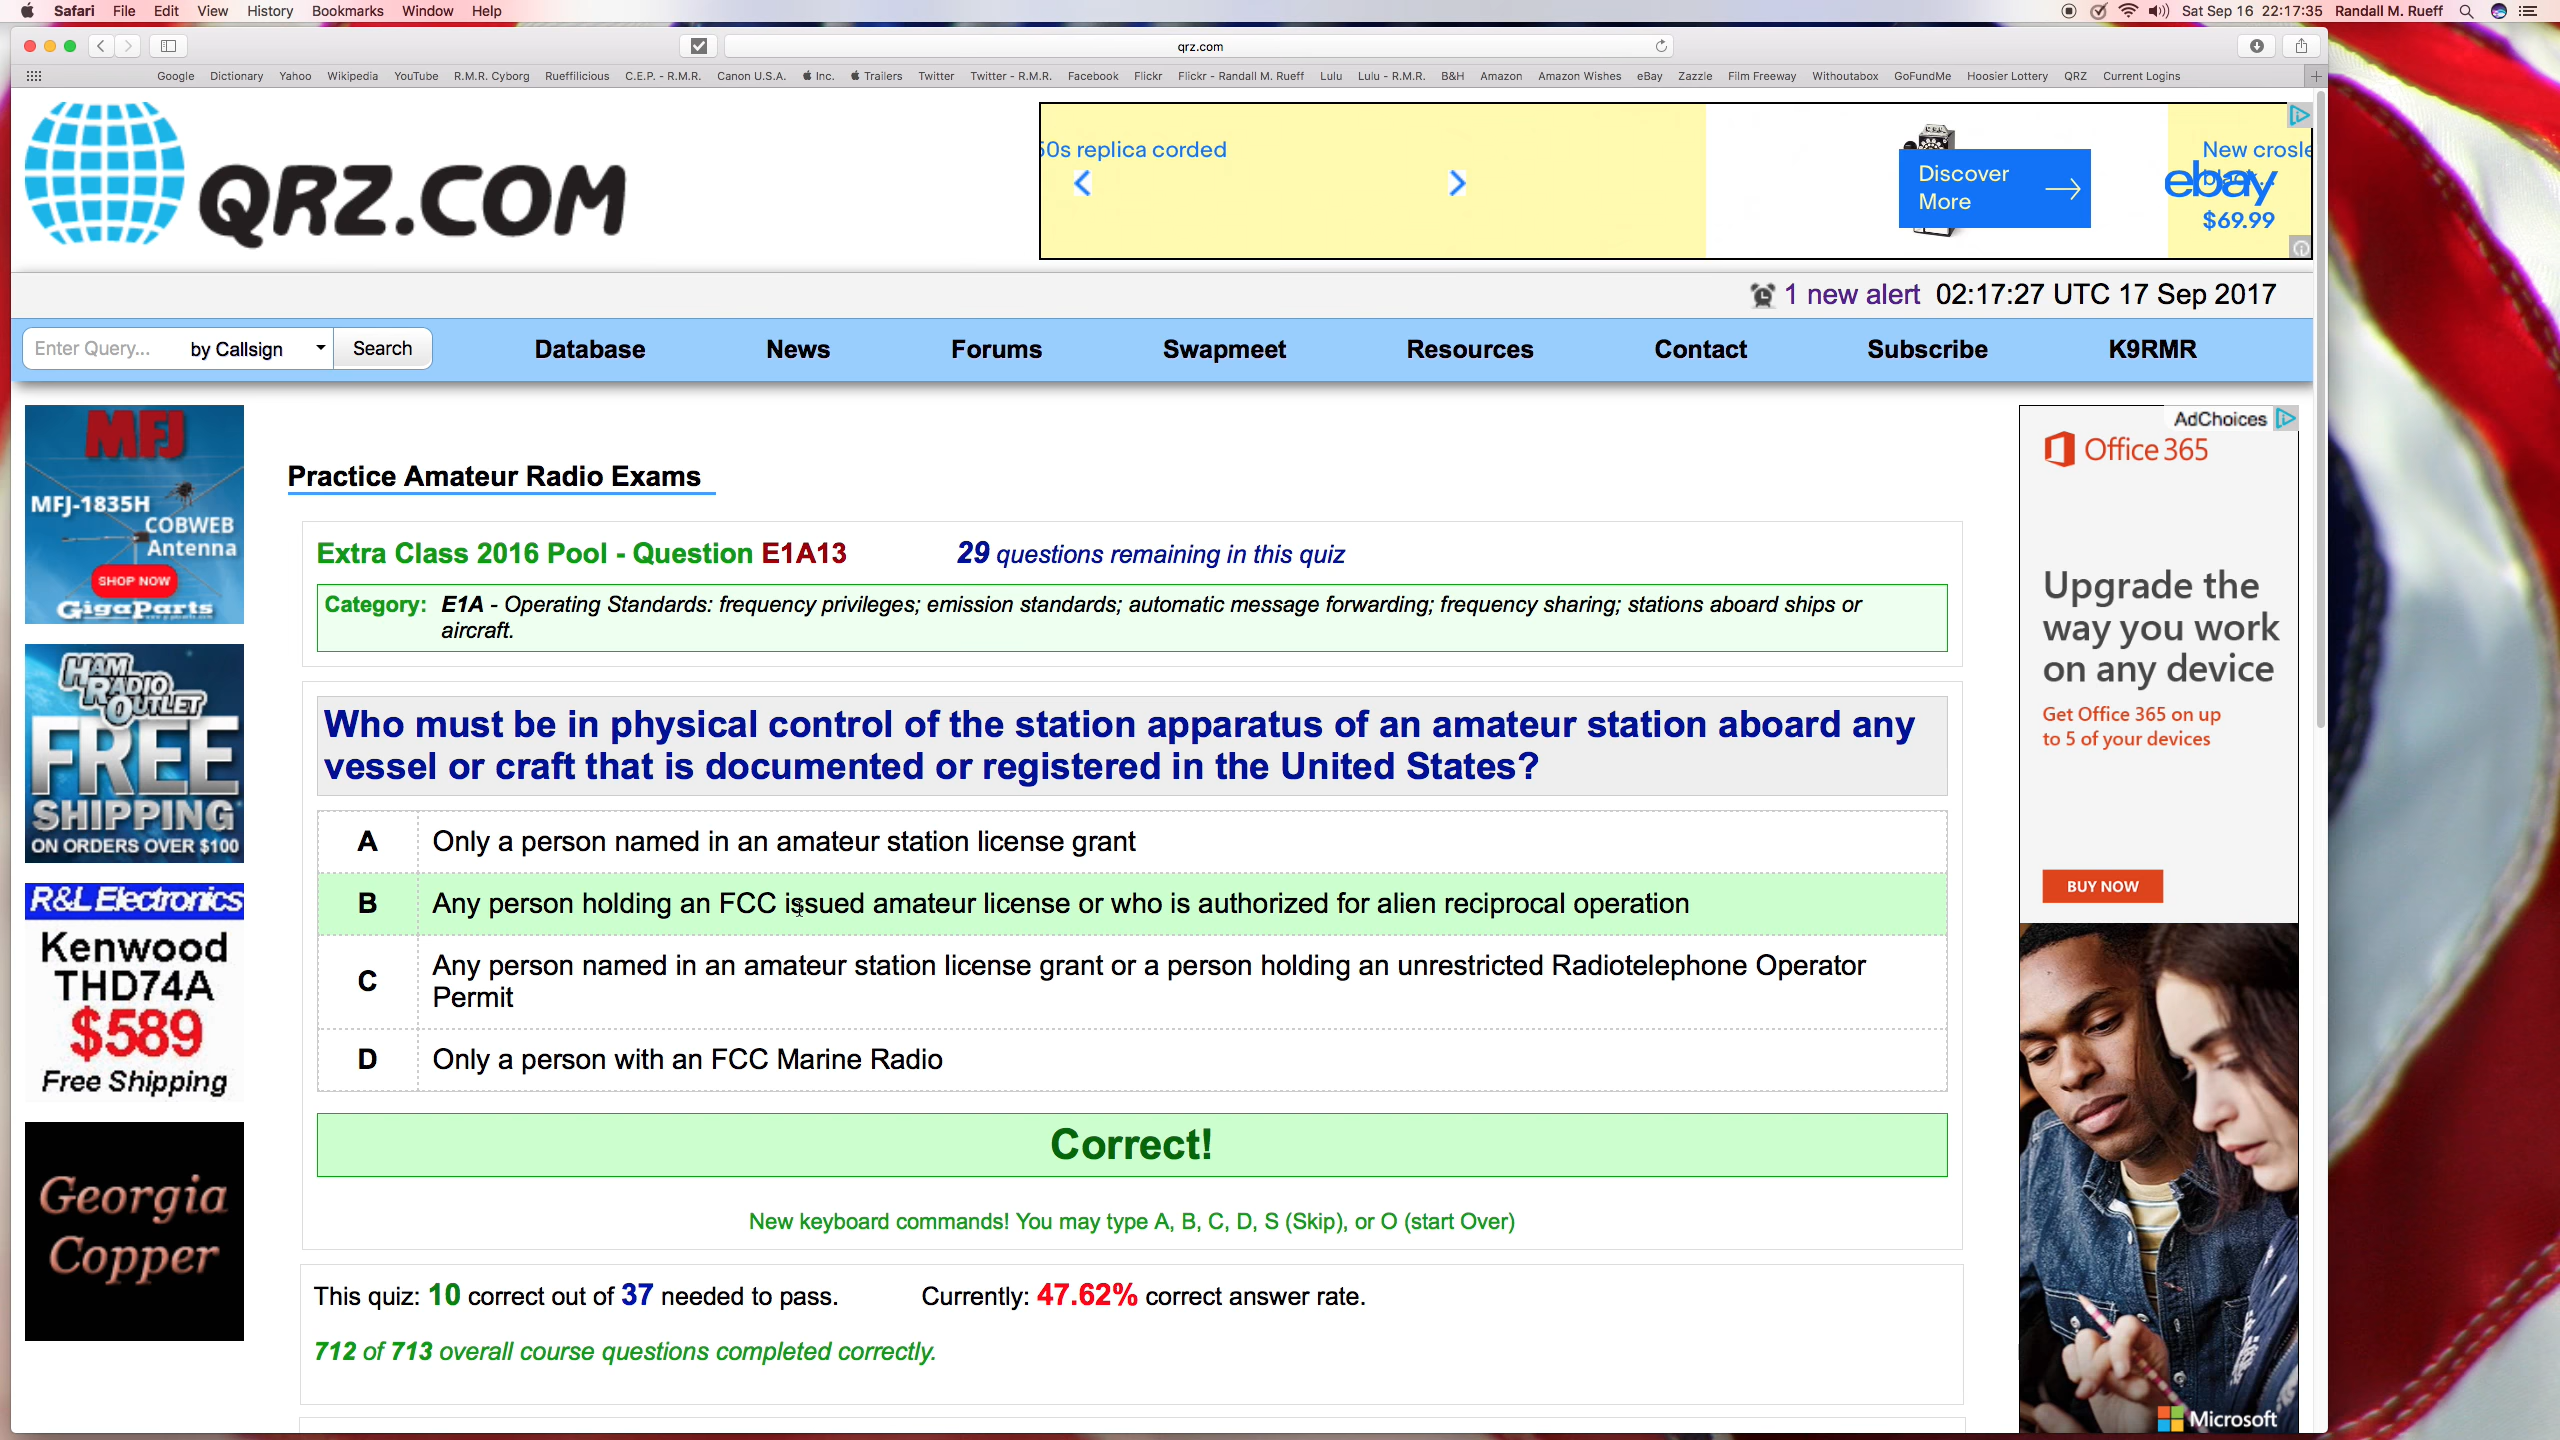 Safari File Edit View History Bookmarks Window Help
Sat Sep 16 22:17:35 Randall M. Rueff
qrz.com
Google Dictionary Yahoo Wikipedia YouTube R.M.R. Cyborg Rueffilicious C.E.P. - R.M.R. Canon U.S.A. Inc. Trailers Twitter Twitter - R.M.R. Facebook Flickr Flickr - Randall M. Rueff Lulu Lulu - R.M.R. B&H Amazon Amazon Wishes eBay Zazzle Film Freeway Withoutabox GoFundMe Hoosier Lottery QRZ Current Logins
QRZ.COM
50s replica corded
Discover
More
New crosle
ebay
$69.99
1 new alert 02:17:27 UTC 17 Sep 2017
Enter Query... by Callsign Search Database News Forums Swapmeet Resources Contact Subscribe K9RMR
MFJ
MFJ-1835H
COBWEB
Antenna
SHOP NOW
GigaParts
HAM
RADIO
OUTLET
FREE
SHIPPING
ON ORDERS OVER $100
R&L Electronics
Kenwood
THD74A
$589
Free Shipping
Georgia
Copper
Practice Amateur Radio Exams
Extra Class 2016 Pool - Question E1A13 29 questions remaining in this quiz
Category: E1A - Operating Standards: frequency privileges; emission standards; automatic message forwarding; frequency sharing; stations aboard ships or
aircraft.
Who must be in physical control of the station apparatus of an amateur station aboard any
vessel or craft that is documented or registered in the United States?
A Only a person named in an amateur station license grant
B Any person holding an FCC issued amateur license or who is authorized for alien reciprocal operation
C Any person named in an amateur station license grant or a person holding an unrestricted Radiotelephone Operator
Permit
D Only a person with an FCC Marine Radio
Correct!
New keyboard commands! You may type A, B, C, D, S (Skip), or O (start Over)
This quiz: 10 correct out of 37 needed to pass. Currently: 47.62% correct answer rate.
712 of 713 overall course questions completed correctly.
AdChoices
Office 365
Upgrade the
way you work
on any device
Get Office 365 on up
to 5 of your devices
BUY NOW
Microsoft